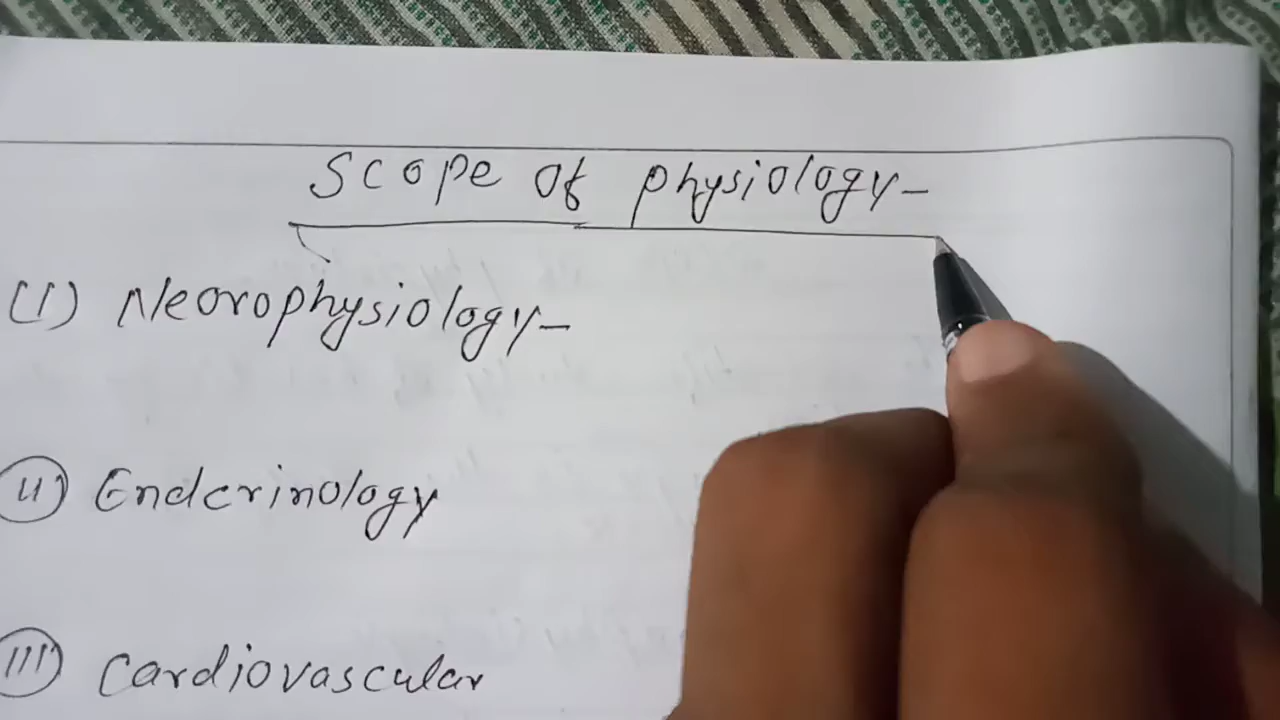 Scope of physiology-
(I) Neorophysiology-
II) Endcrinology
III) Cardiovascular